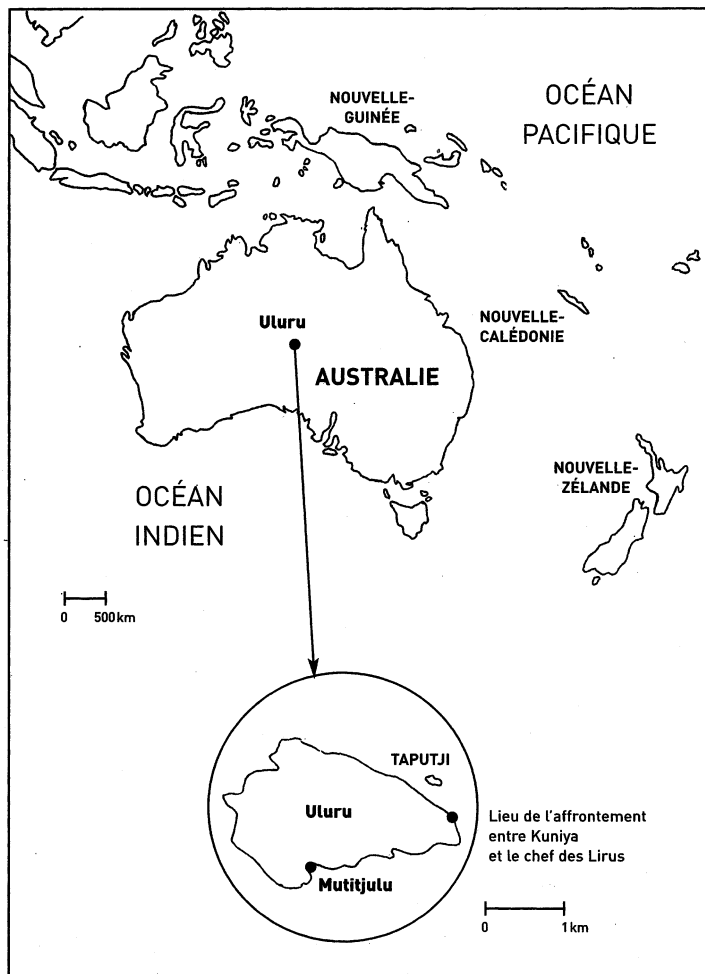 NOUVELLE-
GUINÉE
OCÉAN
PACIFIQUE
Uluru
NOUVELLE-
CALÉDONIE
AUSTRALIE
NOUVELLE-
ZÉLANDE
OCÉAN
INDIEN
0 500 km
TAPUTJI
Uluru
Lieu de l'affrontement
entre Kuniya
et le chef des Lirus
Mutitjulu
0 1 km